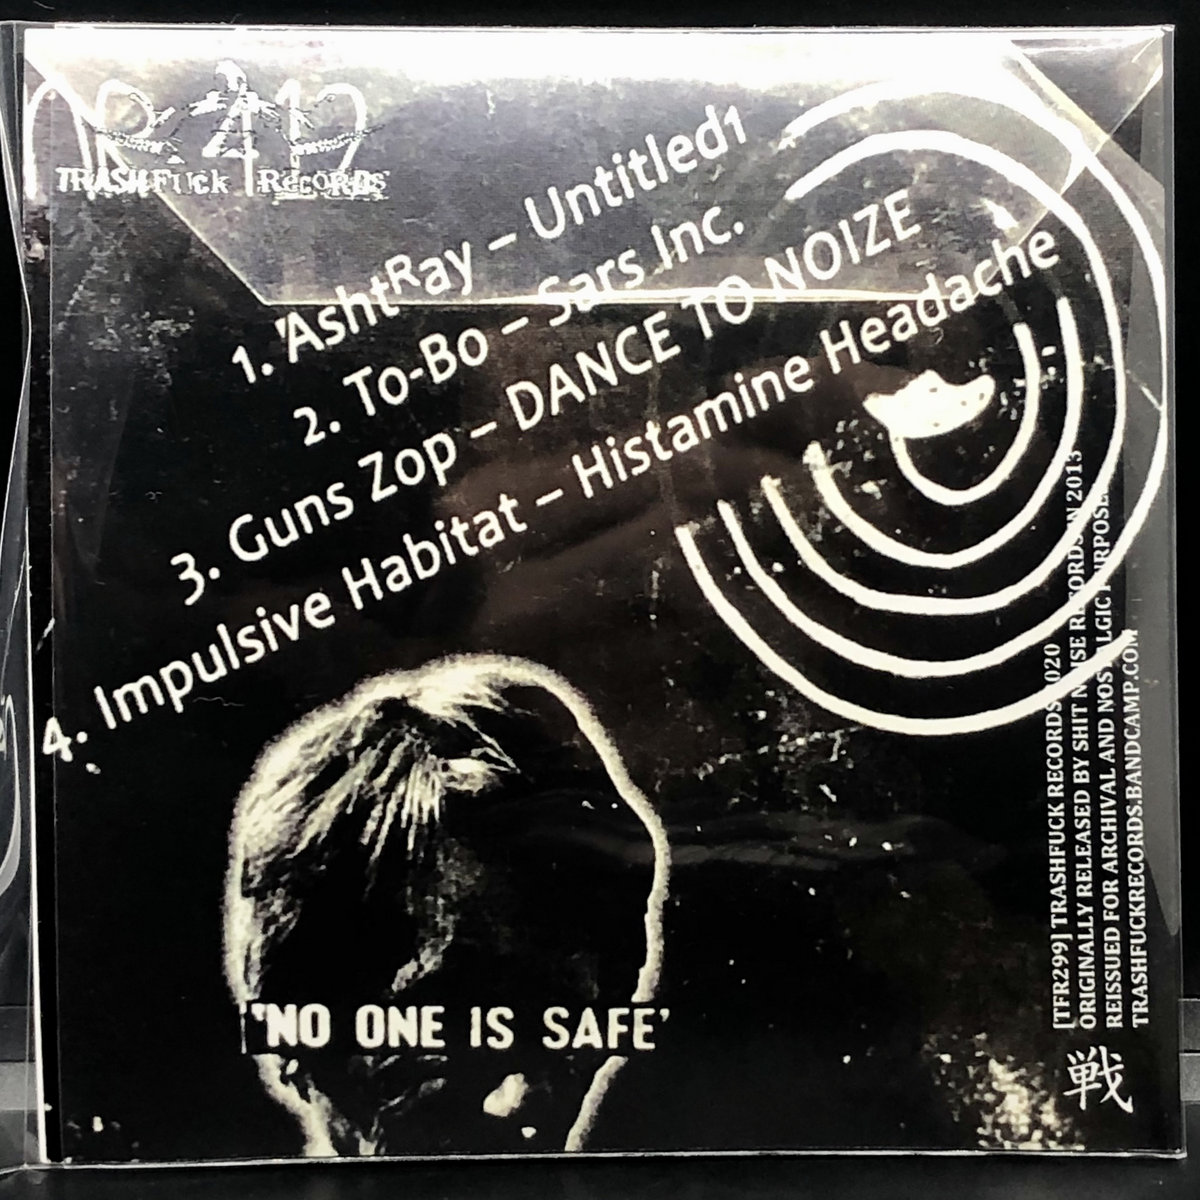 TRASHFUck RECORDS
1. 'AshtRay – Untitled1
2. To-Bo – Sars Inc.
3. Guns Zop – DANCE TO NOIZE
4. Impulsive Habitat – Histamine Headache
'NO ONE IS SAFE'
[TFR299] TRASHFUCK RECORDS 2020
ORIGINALLY RELEASED BY SHIT NOISE RECORDS IN 2013
REISSUED FOR ARCHIVAL AND NOSTALGIC PURPOSES
TRASHFUCKRECORDS.BANDCAMP.COM
戦